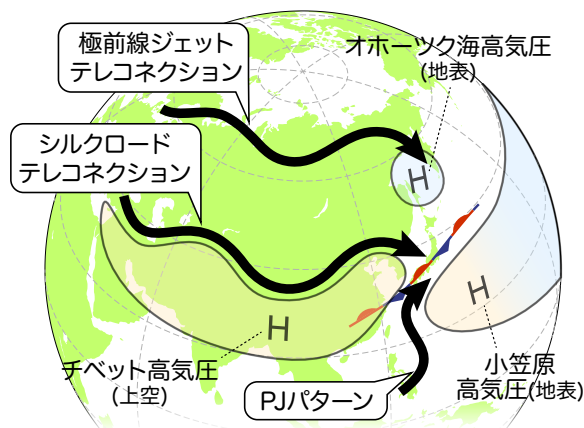 極前線ジェット
テレコネクション
オホーツク海高気圧
(地表)
シルクロード
テレコネクション
H
H
H
チベット高気圧
(上空)
PJパターン
小笠原
高気圧(地表)